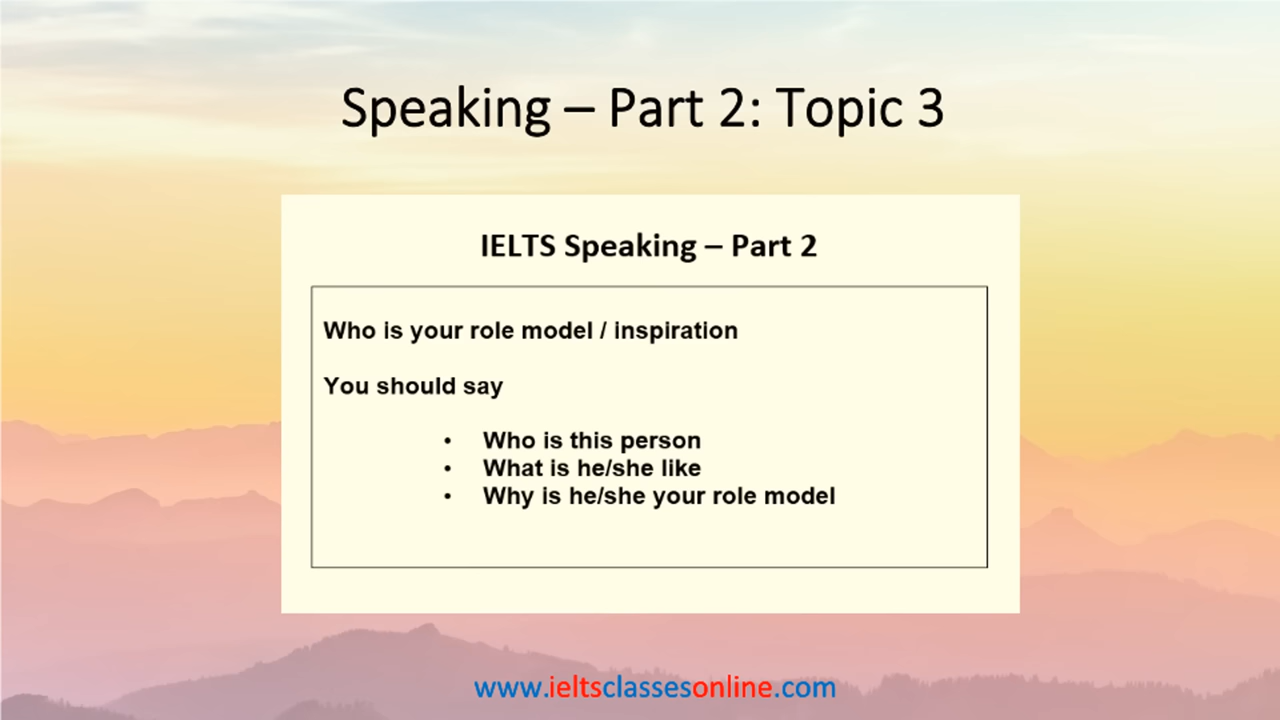 Speaking – Part 2: Topic 3
IELTS Speaking – Part 2
Who is your role model / inspiration
You should say
• Who is this person
• What is he/she like
• Why is he/she your role model
www.ieltsclassesonline.com